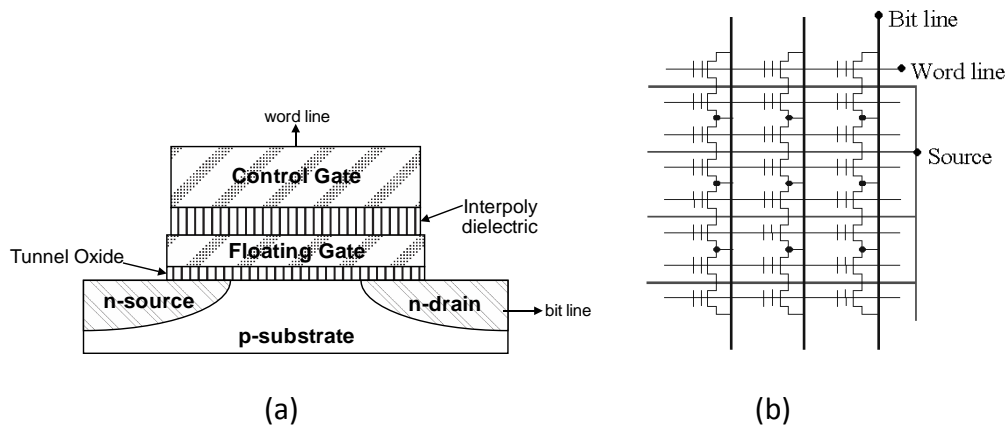 word line
Control Gate
Interpoly
dielectric
Floating Gate
Tunnel Oxide
n-source
n-drain
bit line
p-substrate
(a)
Bit line
Word line
Source
(b)